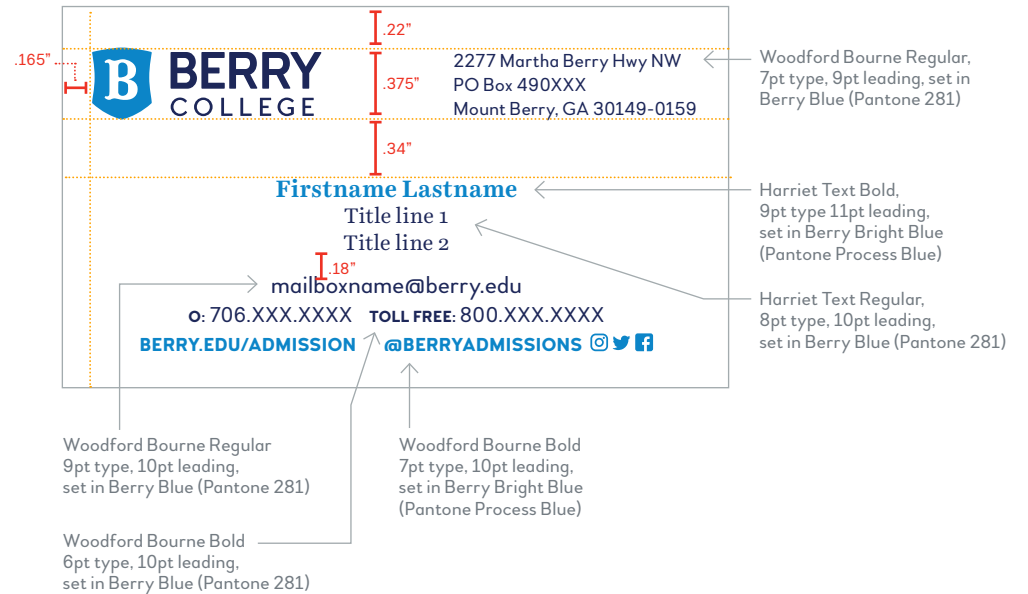 .22”
.165”
B
BERRY
COLLEGE
.375”
2277 Martha Berry Hwy NW
PO Box 490XXX
Mount Berry, GA 30149-0159
Woodford Bourne Regular,
7pt type, 9pt leading, set in
Berry Blue (Pantone 281)
.34”
Firstname Lastname
Title line 1
Title line 2
Harriet Text Bold,
9pt type 11pt leading,
set in Berry Bright Blue
(Pantone Process Blue)
.18”
mailboxname@berry.edu
O: 706.XXX.XXXX TOLL FREE: 800.XXX.XXXX
BERRY.EDU/ADMISSION @BERRYADMISSIONS
Harriet Text Regular,
8pt type, 10pt leading,
set in Berry Blue (Pantone 281)
Woodford Bourne Regular
9pt type, 10pt leading,
set in Berry Blue (Pantone 281)
Woodford Bourne Bold
7pt type, 10pt leading,
set in Berry Bright Blue
(Pantone Process Blue)
Woodford Bourne Bold
6pt type, 10pt leading,
set in Berry Blue (Pantone 281)